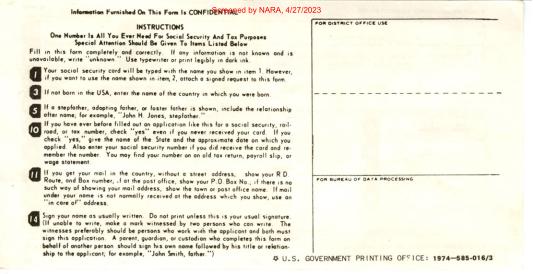 Screened by NARA, 4/27/2023
Information Furnished On This Form Is CONFIDENTIAL
INSTRUCTIONS
One Number Is All You Ever Need For Social Security And Tax Purposes
Special Attention Should Be Given To Items Listed Below
Fill in this form completely and correctly. If any information is not known and is
unavailable, write "unknown." Use typewriter or print legibly in dark ink.
1 Your social security card will be typed with the name you show in item 1. However,
if you want to use the name shown in item 2, attach a signed request to this form.
3 If not born in the USA, enter the name of the country in which you were born.
5 If a stepfather, adopting father, or foster father is shown, include the relationship
after name; for example, "John H. Jones, stepfather."
10 If you have ever before filled out an application like this for a social security, rail-
road, or tax number, check "yes" even if you never received your card. If you
check "yes," give the name of the State and the approximate date on which you
applied. Also enter your social security number if you did receive the card and re-
member the number. You may find your number on an old tax return, payroll slip, or
wage statement.
11 If you get your mail in the country, without a street address, show your R.D.
Route, and Box number; if at the post office, show your P.O. Box No.; if there is no
such way of showing your mail address, show the town or post office name. If mail
under your name is not normally received at the address which you show, use an
"in care of" address.
14 Sign your name as usually written. Do not print unless this is your usual signature.
(If unable to write, make a mark witnessed by two persons who can write. The
witnesses preferably should be persons who work with the applicant and both must
sign this application. A parent, guardian, or custodian who completes this form on
behalf of another person should sign his own name followed by his title or relation-
ship to the applicant; for example, "John Smith, father.")
FOR DISTRICT OFFICE USE
FOR BUREAU OF DATA PROCESSING
☆ U.S. GOVERNMENT PRINTING OFFICE: 1974-585-016/3